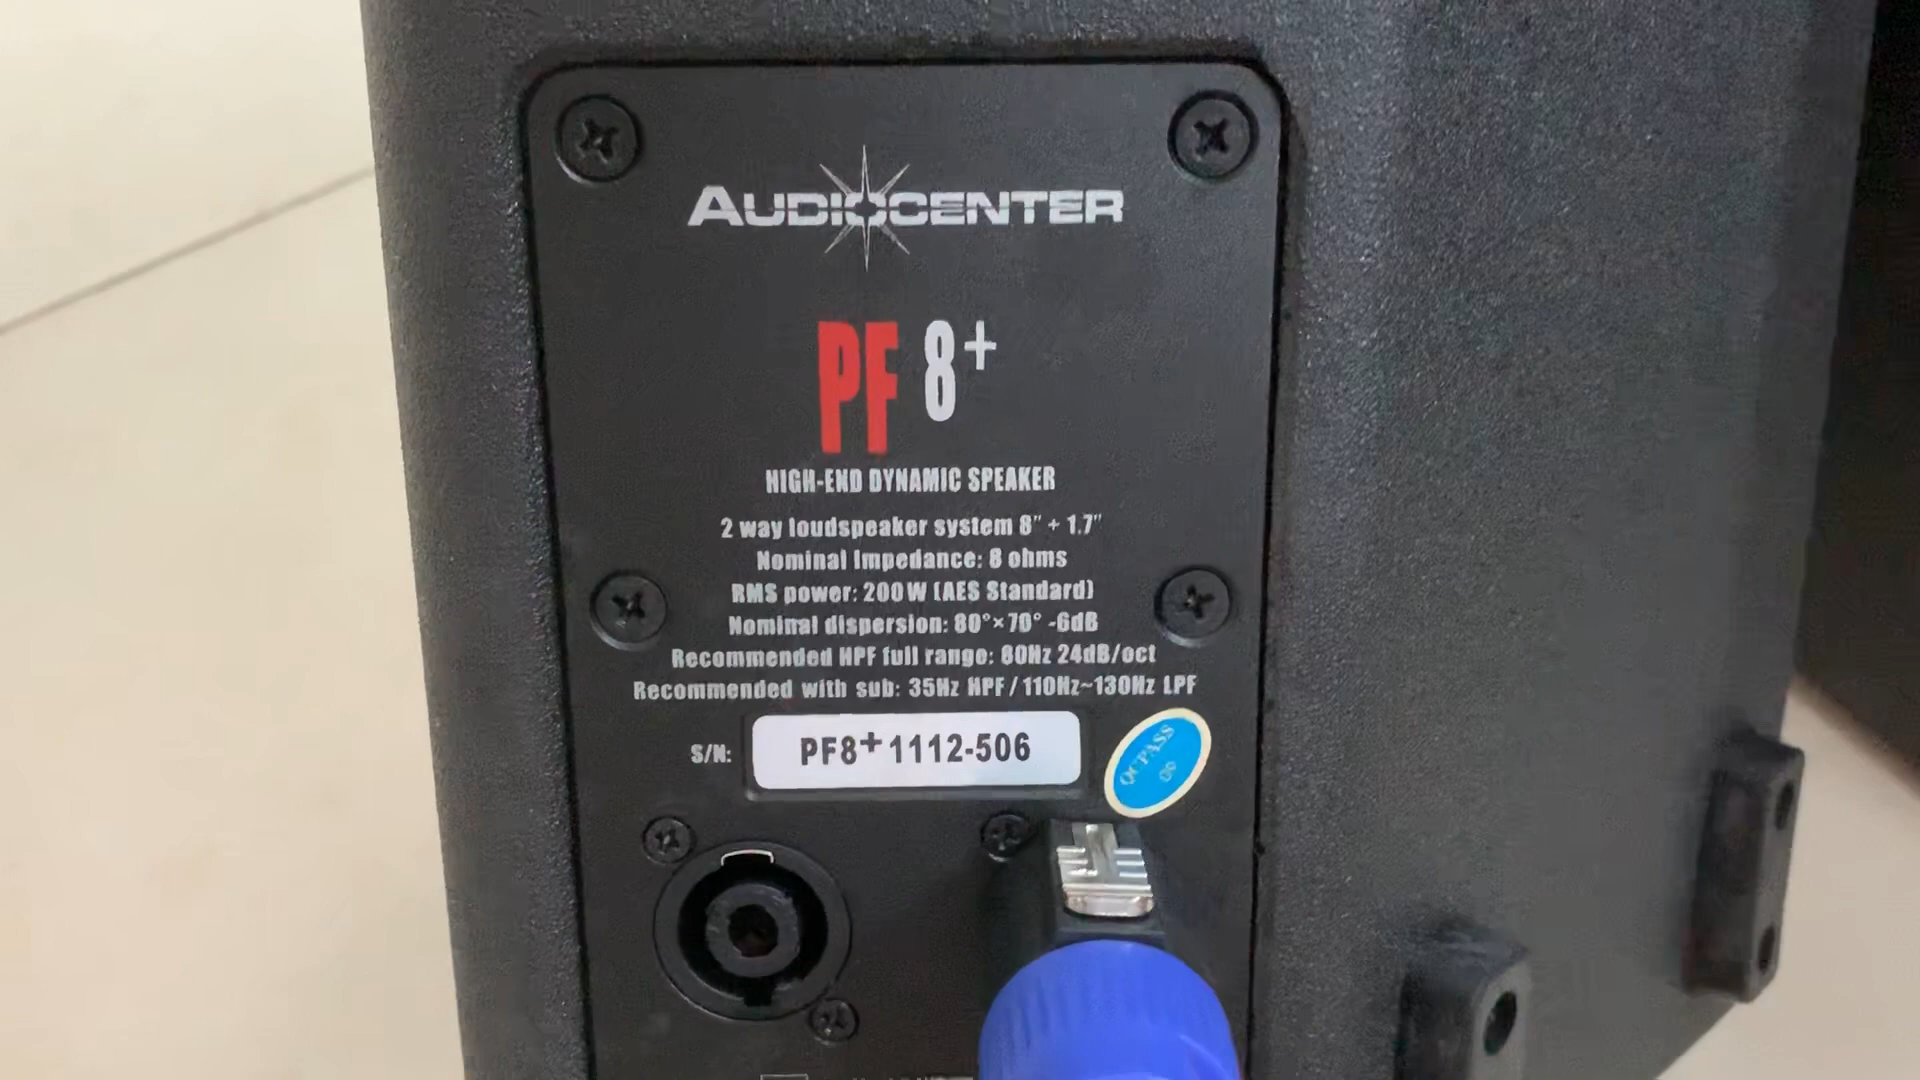 AUDIOCENTER
PF 8+
HIGH-END DYNAMIC SPEAKER
2 way loudspeaker system 8" + 1.7"
Nominal Impedance: 8 ohms
RMS power: 200W (AES Standard)
Nominal dispersion: 80°×70° -6dB
Recommended HPF full range: 80Hz 24dB/oct
Recommended with sub: 35Hz HPF/110Hz~130Hz LPF
S/N: PF8+1112-506
QCPASS